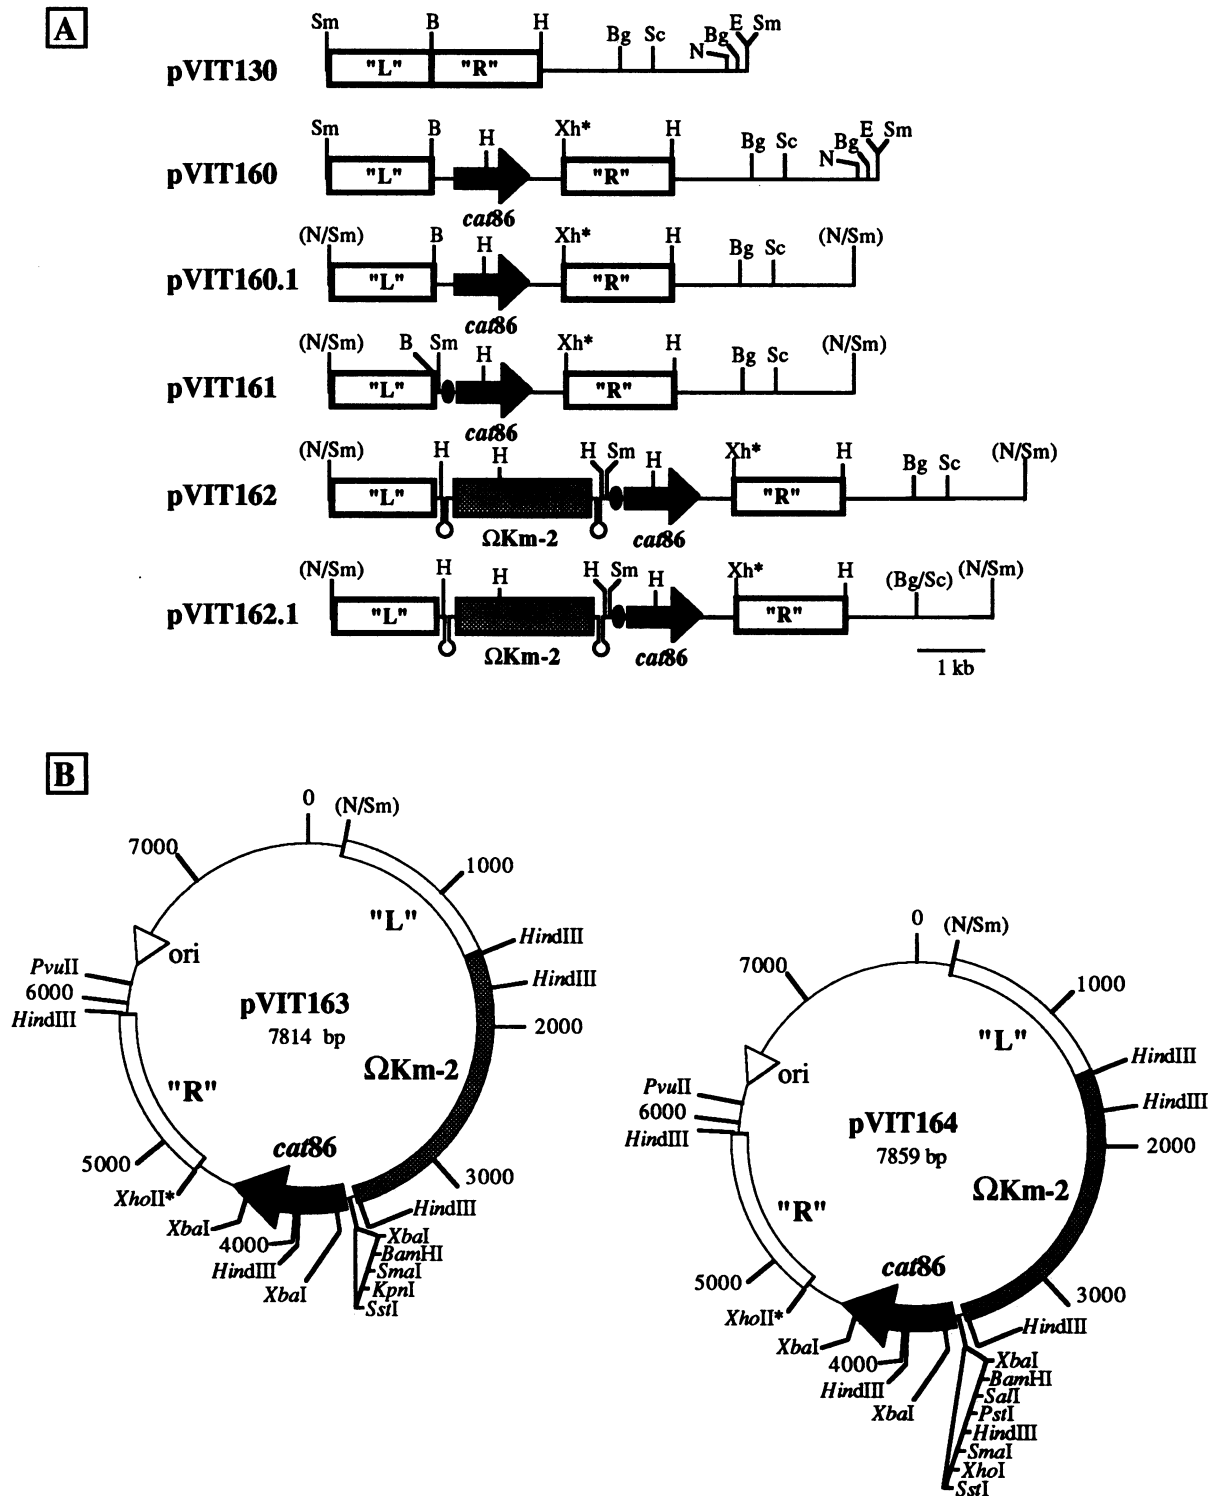 A
Sm B H Bg Sc N Bg E Sm
pVIT130 "L" "R"
Sm B H Xh* H Bg Sc N Bg E Sm
pVIT160 "L" "R"
cat86
(N/Sm) B H Xh* H Bg Sc (N/Sm)
pVIT160.1 "L" "R"
cat86
(N/Sm) B Sm H Xh* H Bg Sc (N/Sm)
pVIT161 "L" "R"
cat86
(N/Sm) H H H Sm H Xh* H Bg Sc (N/Sm)
pVIT162 "L" "R"
ΩKm-2 cat86
(N/Sm) H H H Sm H Xh* H (Bg/Sc) (N/Sm)
pVIT162.1 "L" "R"
ΩKm-2 cat86
1 kb
B
0 (N/Sm)
1000
"L"
HindIII
HindIII
2000
ΩKm-2
3000
HindIII
XbaI
BamHI
SmaI
KpnI
SstI
XbaI
HindIII
4000
XbaI
cat86
XhoII*
5000
"R"
HindIII
6000
PvuII
ori
7000
pVIT163
7814 bp
0 (N/Sm)
1000
"L"
HindIII
HindIII
2000
ΩKm-2
3000
HindIII
XbaI
BamHI
SalI
PstI
HindIII
SmaI
XhoI
SstI
XbaI
HindIII
4000
XbaI
cat86
XhoII*
5000
"R"
HindIII
6000
PvuII
ori
7000
pVIT164
7859 bp